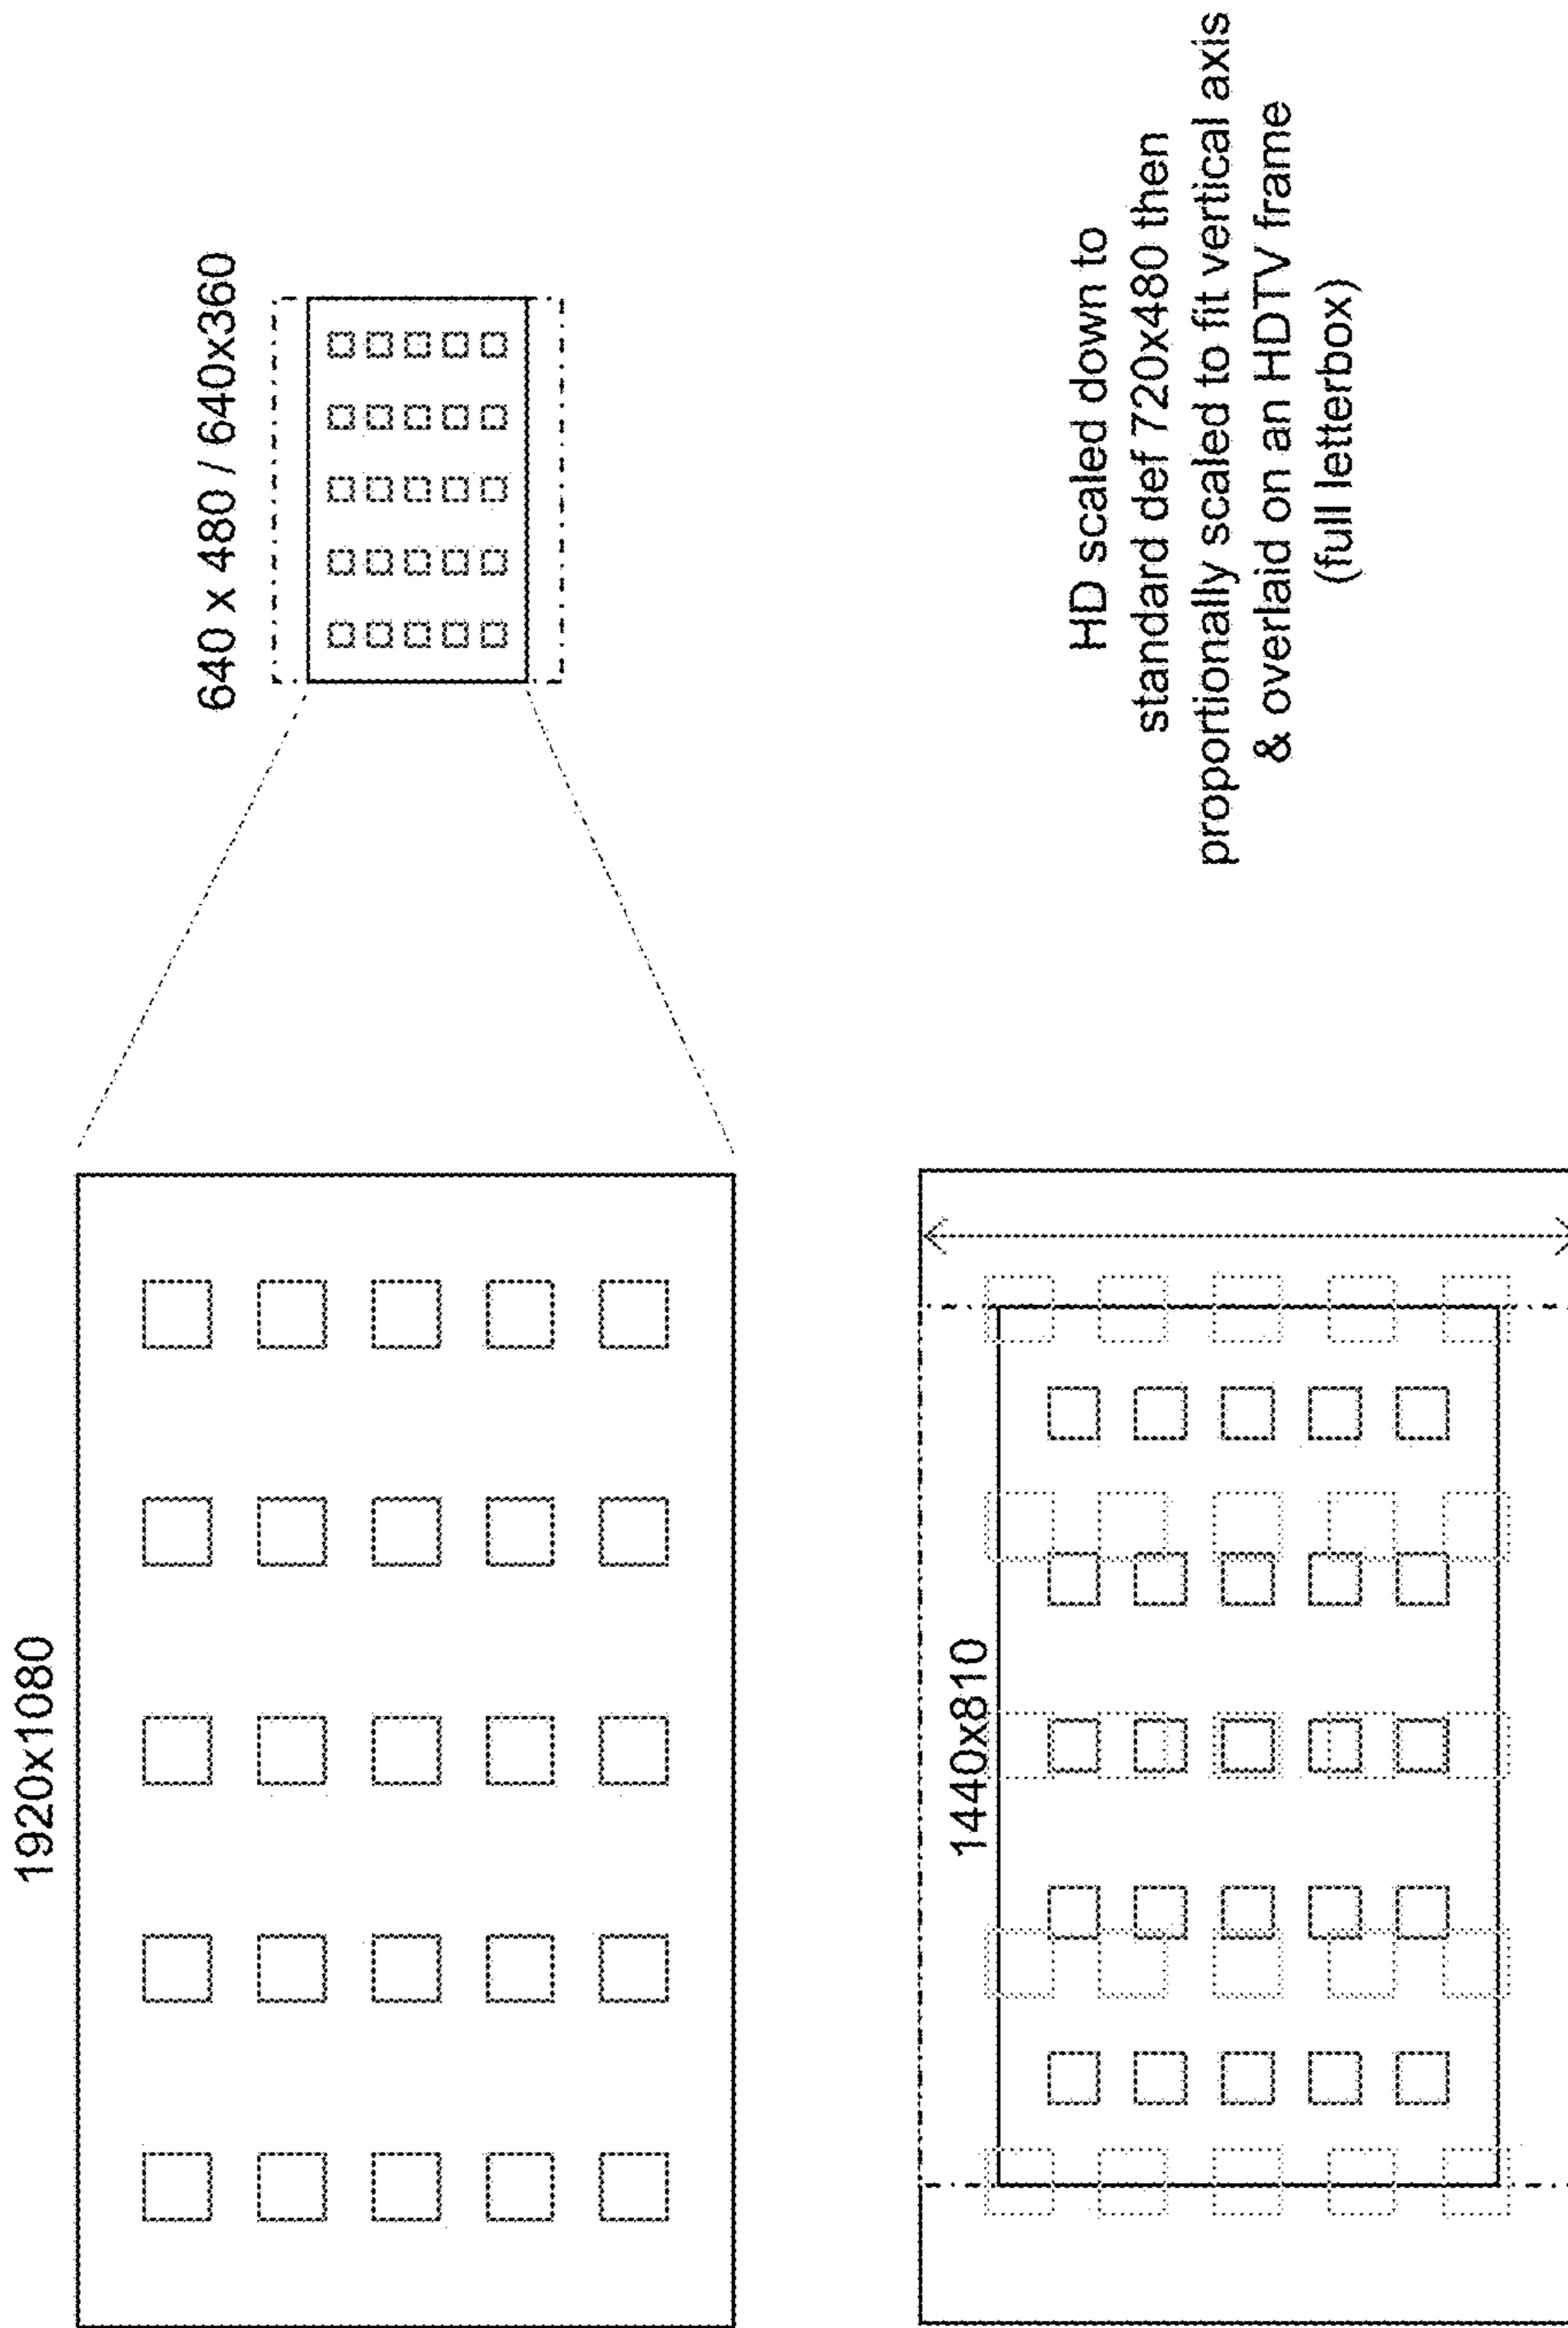 1920x1080
640 x 480 / 640x360
1440x810
HD scaled down to
standard def 720x480 then
proportionally scaled to fit vertical axis
& overlaid on an HDTV frame
(full letterbox)